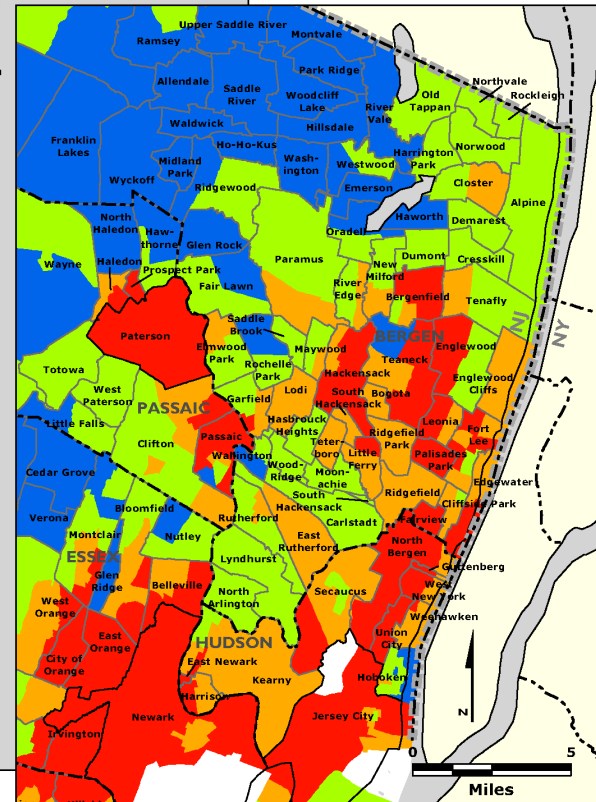 Upper Saddle River
Ramsey
Montvale
Park Ridge
Allendale
Saddle
River
Woodcliff
Lake
Northvale
Old
Tappan
Rockleigh
River
Vale
Waldwick
Hillsdale
Franklin
Lakes
Ho-Ho-Kus
Norwood
Harrington
Park
Midland
Park
Wash-
ington
Westwood
Wyckoff
Ridgewood
Emerson
Closter
Alpine
North
Haledon
Haworth
Demarest
Haw-
thorne
Glen Rock
Oradell
Wayne
Haledon
Prospect Park
Paramus
Dumont
Cresskill
New
Milford
Fair Lawn
River
Edge
Bergenfield
Tenafly
Saddle
Brook
NJ
NY
Paterson
BERGEN
Elmwood
Park
Maywood
Teaneck
Englewood
Rochelle
Park
Hackensack
Totowa
Englewood
Cliffs
West
Paterson
Lodi
South
Hackensack
Bogota
Garfield
PASSAIC
Little Falls
Hasbrouck
Heights
Leonia
Fort
Lee
Clifton
Passaic
Teter-
boro
Ridgefield
Park
Wallington
Little
Ferry
Palisades
Park
Cedar Grove
Wood-
Ridge
Moon-
achie
Edgewater
South
Hackensack
Ridgefield
Cliffside Park
Verona
Bloomfield
Rutherford
Carlstadt
Fairview
Montclair
Nutley
East
Rutherford
North
Bergen
ESSEX
Lyndhurst
Guttenberg
Glen
Ridge
Belleville
North
Arlington
Secaucus
West
New York
West
Orange
Weehawken
East
Orange
HUDSON
Union
City
City of
Orange
East Newark
Kearny
Hoboken
Harrison
N
Newark
Jersey City
Irvington
0
5
Miles